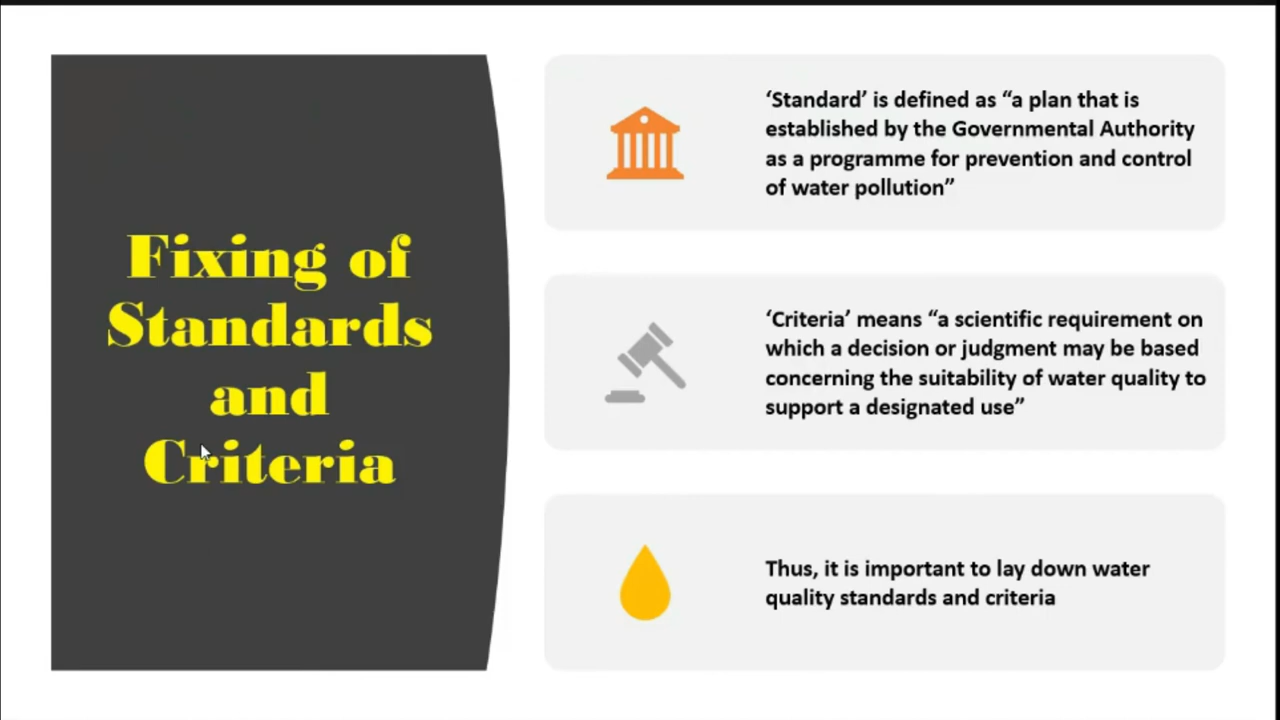 Fixing of
Standards
and
Criteria
‘Standard’ is defined as “a plan that is
established by the Governmental Authority
as a programme for prevention and control
of water pollution”
‘Criteria’ means “a scientific requirement on
which a decision or judgment may be based
concerning the suitability of water quality to
support a designated use”
Thus, it is important to lay down water
quality standards and criteria